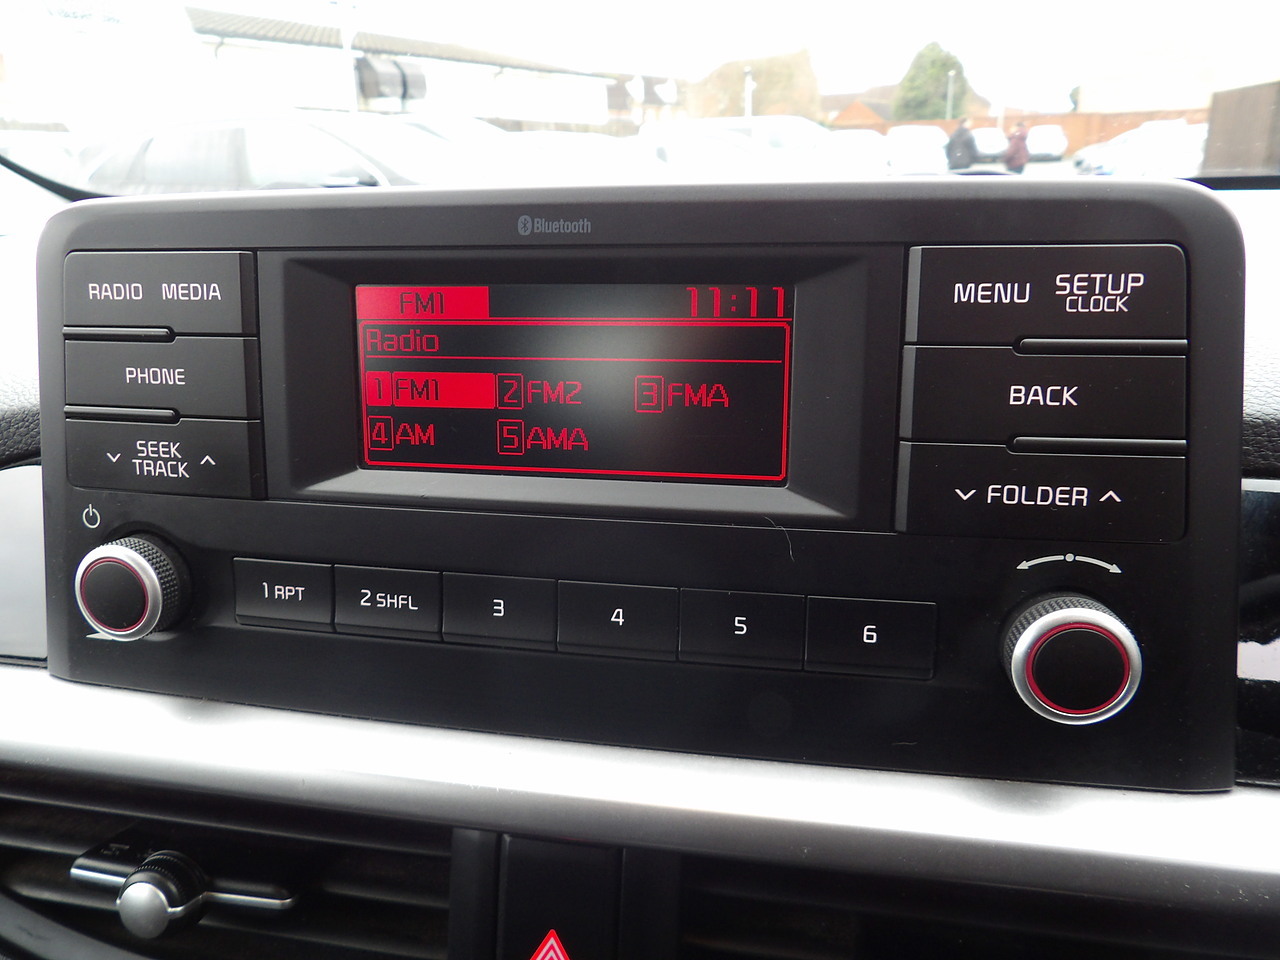 Bluetooth
RADIO MEDIA
PHONE
SEEK
TRACK
FM1 11:11
Radio
1 FM1 2 FM2 3 FMA
4 AM 5 AMA
MENU SETUP
CLOCK
BACK
FOLDER
1 RPT 2 SHFL 3 4 5 6